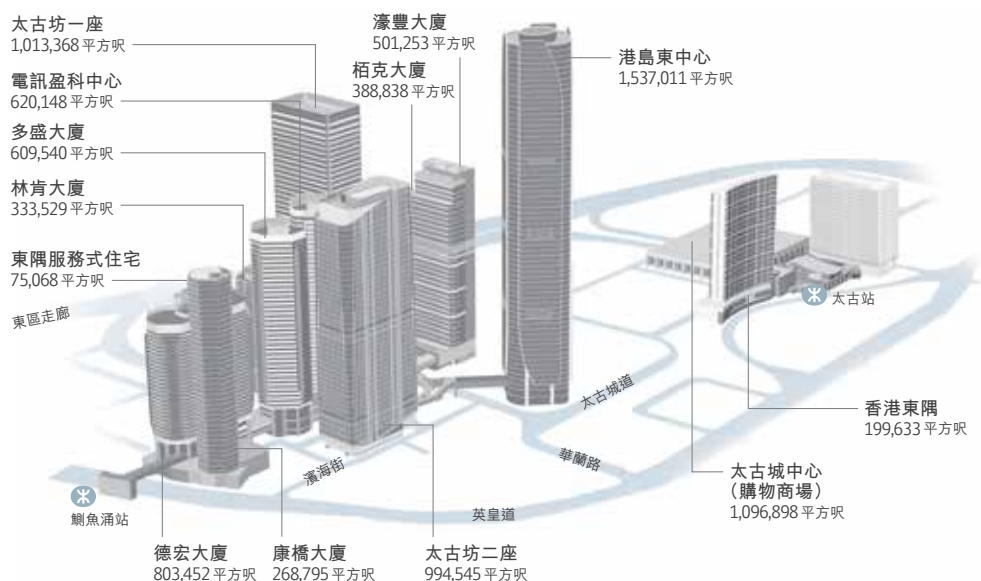 太古坊一座
1,013,368 平方呎
電訊盈科中心
620,148 平方呎
多盛大廈
609,540 平方呎
林肯大廈
333,529 平方呎
東隅服務式住宅
75,068 平方呎
濠豐大廈
501,253 平方呎
栢克大廈
388,838 平方呎
港島東中心
1,537,011 平方呎
東區走廊
太古站
太古城道
香港東隅
199,633 平方呎
華蘭路
濱海街
太古城中心
（購物商場）
1,096,898 平方呎
鰂魚涌站
英皇道
德宏大廈
803,452 平方呎
康橋大廈
268,795 平方呎
太古坊二座
994,545 平方呎